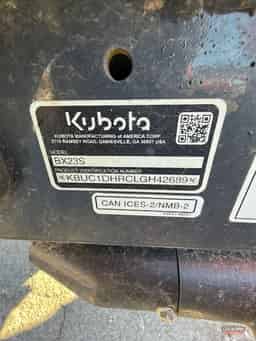 Kubota
KUBOTA MANUFACTURING of AMERICA CORP.
2715 RAMSEY ROAD, GAINESVILLE, GA 30501 USA
MODEL
BX23S
PRODUCT IDENTIFICATION NUMBER
*KBUC1DHRCLGH42689*
CAN ICES-2/NMB-2